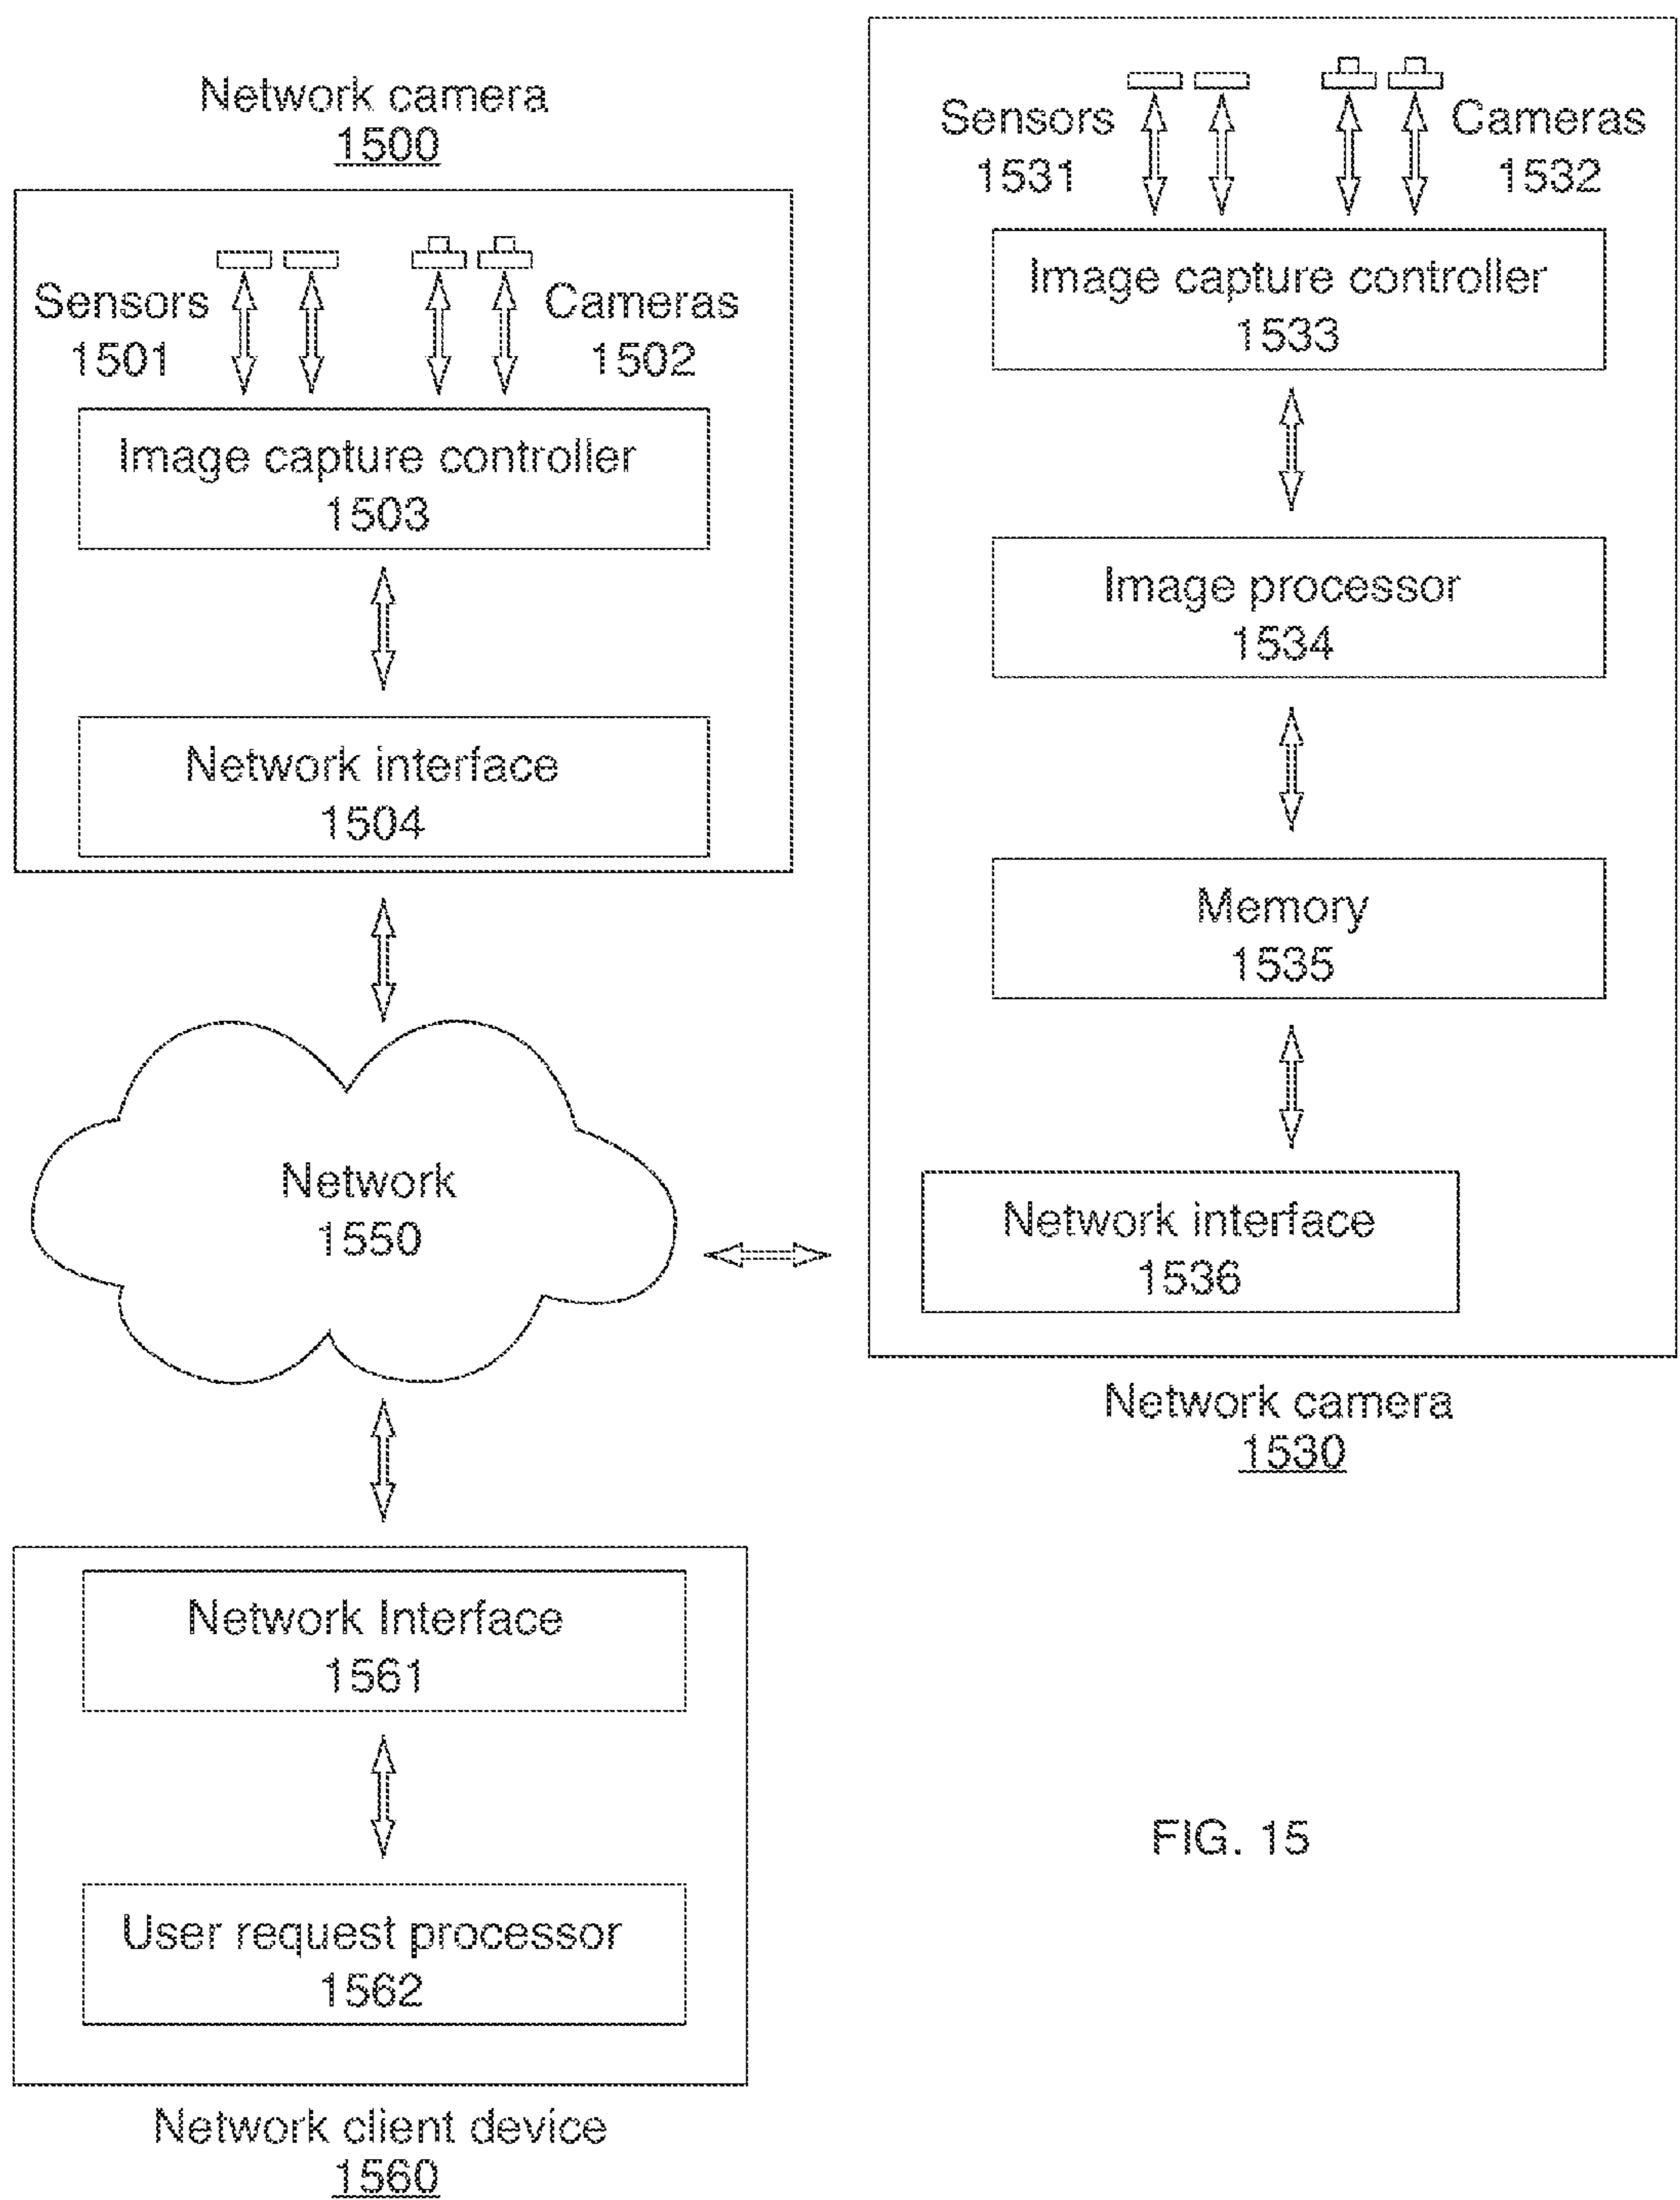 Network camera
1500
Sensors
1501
Cameras
1502
Image capture controller
1503
Network interface
1504
Sensors
1531
Cameras
1532
Image capture controller
1533
Image processor
1534
Memory
1535
Network interface
1536
Network camera
1530
Network
1550
Network Interface
1561
User request processor
1562
Network client device
1560
FIG. 15